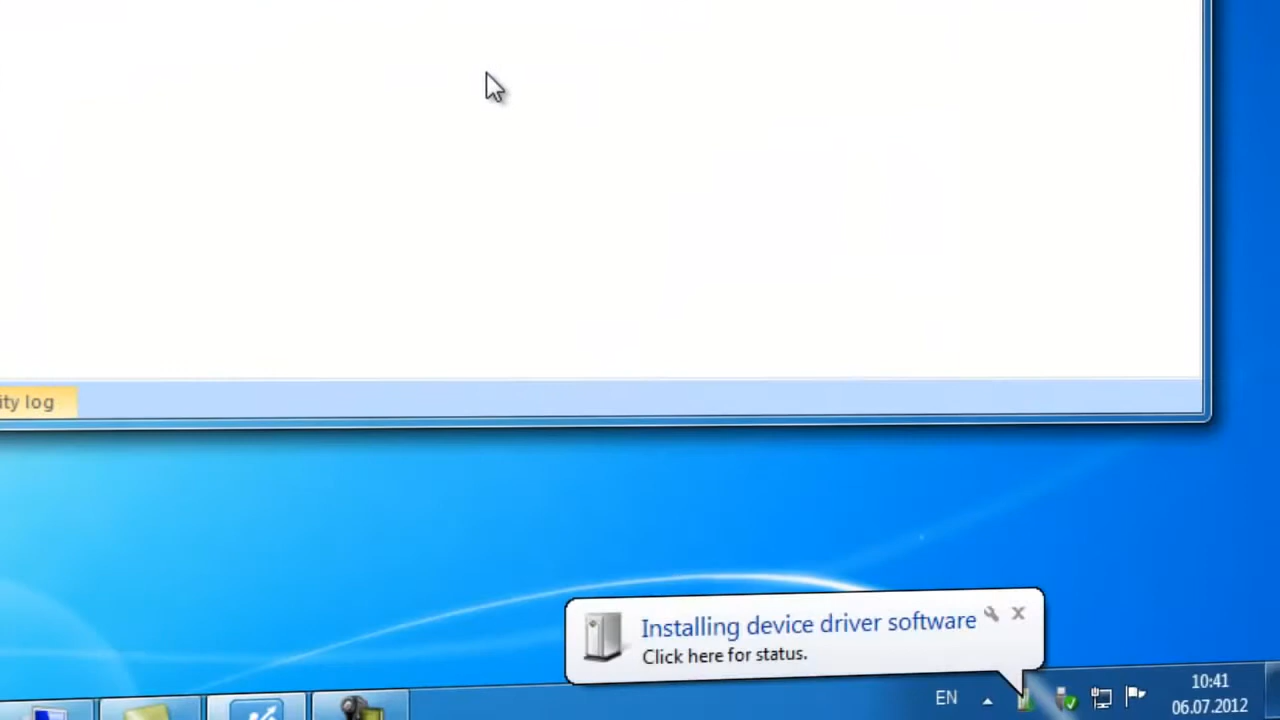 ity log
Installing device driver software
Click here for status.
EN
10:41
06.07.2012